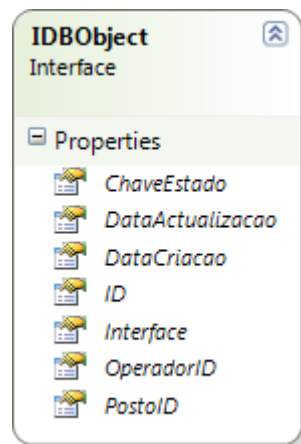 IDBObject
Interface
Properties
ChaveEstado
DataActualizacao
DataCriacao
ID
Interface
OperadorID
PostoID